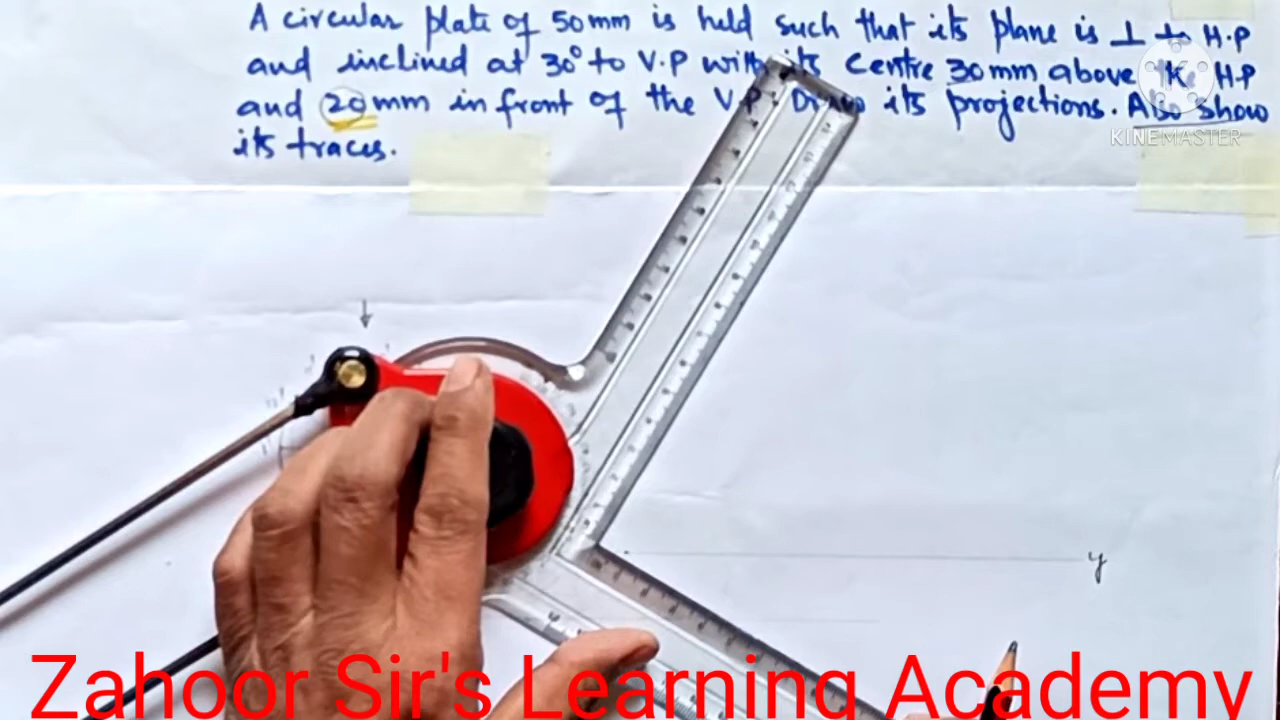 A circular plate of 50mm is held such that its plane is ⊥ to H.P
and inclined at 30° to V.P with its centre 30mm above H.P
and 20mm in front of the V.P. Draw its projections. Also show
its traces.
KINEMASTER
y
Zahoor Sir's Learning Academy